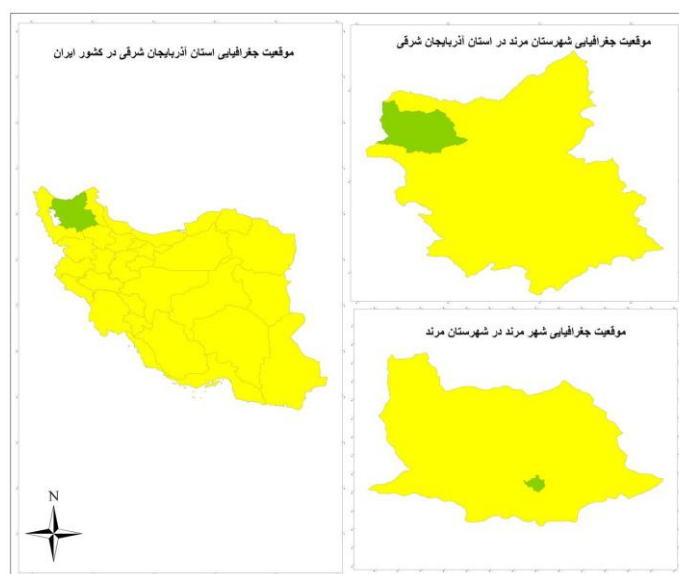 موقعیت جغرافیایی استان آذربایجان شرقی در کشور ایران
موقعیت جغرافیایی شهرستان مرند در استان آذربایجان شرقی
موقعیت جغرافیایی شهر مرند در شهرستان مرند
N